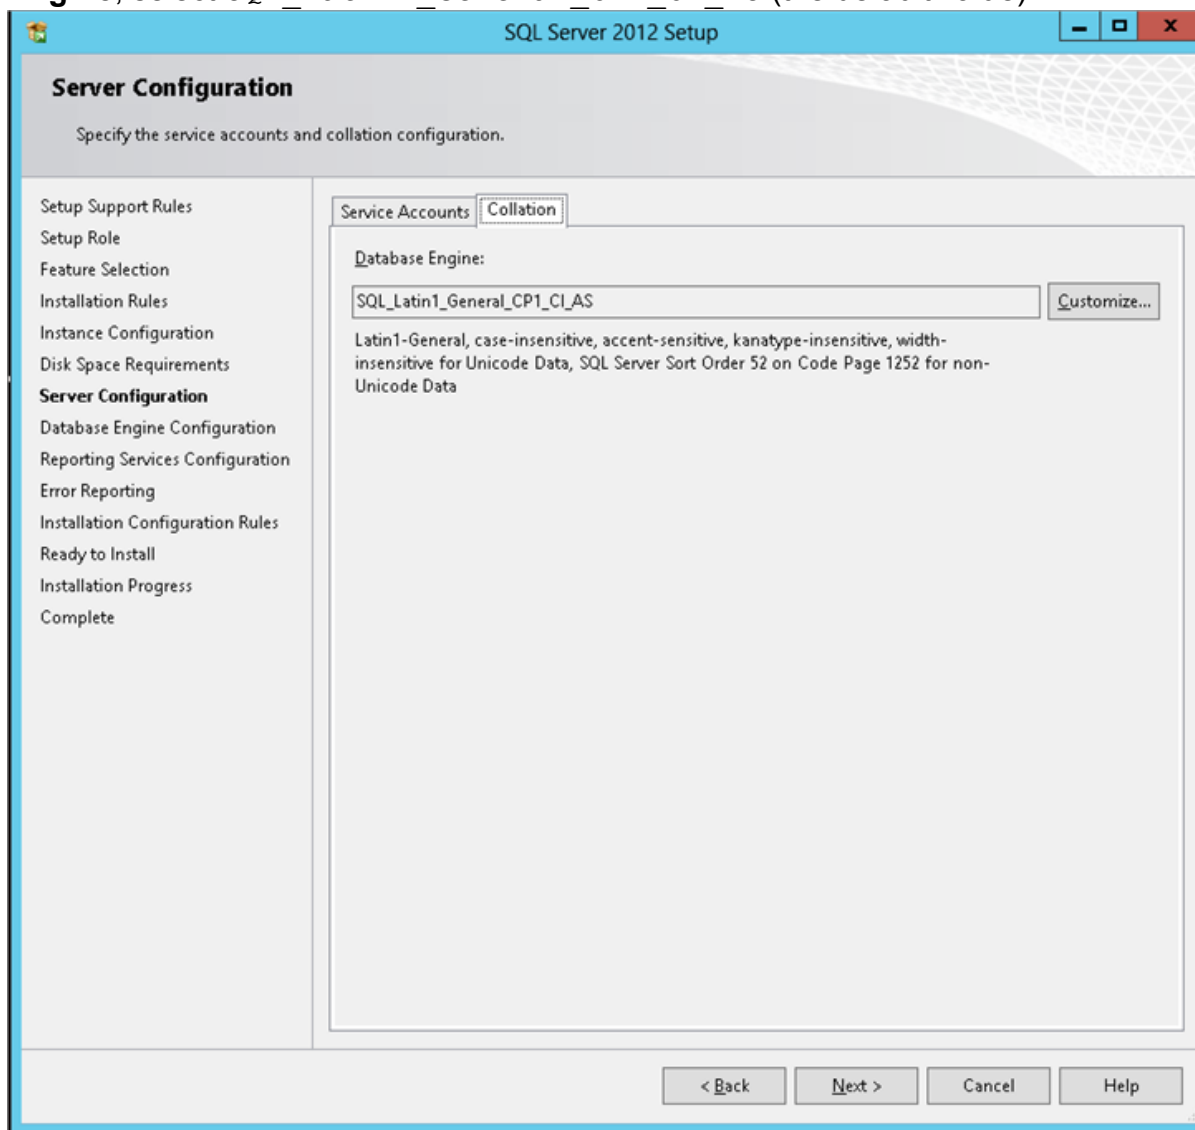 SQL Server 2012 Setup
Server Configuration
Specify the service accounts and collation configuration.
Setup Support Rules
Setup Role
Feature Selection
Installation Rules
Instance Configuration
Disk Space Requirements
Server Configuration
Database Engine Configuration
Reporting Services Configuration
Error Reporting
Installation Configuration Rules
Ready to Install
Installation Progress
Complete
Service Accounts Collation
Database Engine:
SQL_Latin1_General_CP1_CI_AS
Customize...
Latin1-General, case-insensitive, accent-sensitive, kanatype-insensitive, width-
insensitive for Unicode Data, SQL Server Sort Order 52 on Code Page 1252 for non-
Unicode Data
< Back Next > Cancel Help